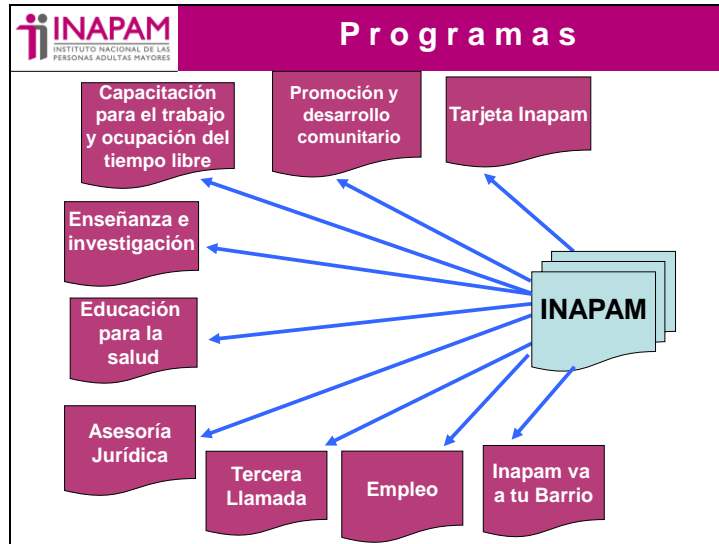 INAPAM
INSTITUTO NACIONAL DE LAS
PERSONAS ADULTAS MAYORES
Programas
Capacitación
para el trabajo
y ocupación del
tiempo libre
Promoción y
desarrollo
comunitario
Tarjeta Inapam
Enseñanza e
investigación
Educación
para la
salud
INAPAM
Asesoría
Jurídica
Tercera
Llamada
Empleo
Inapam va
a tu Barrio